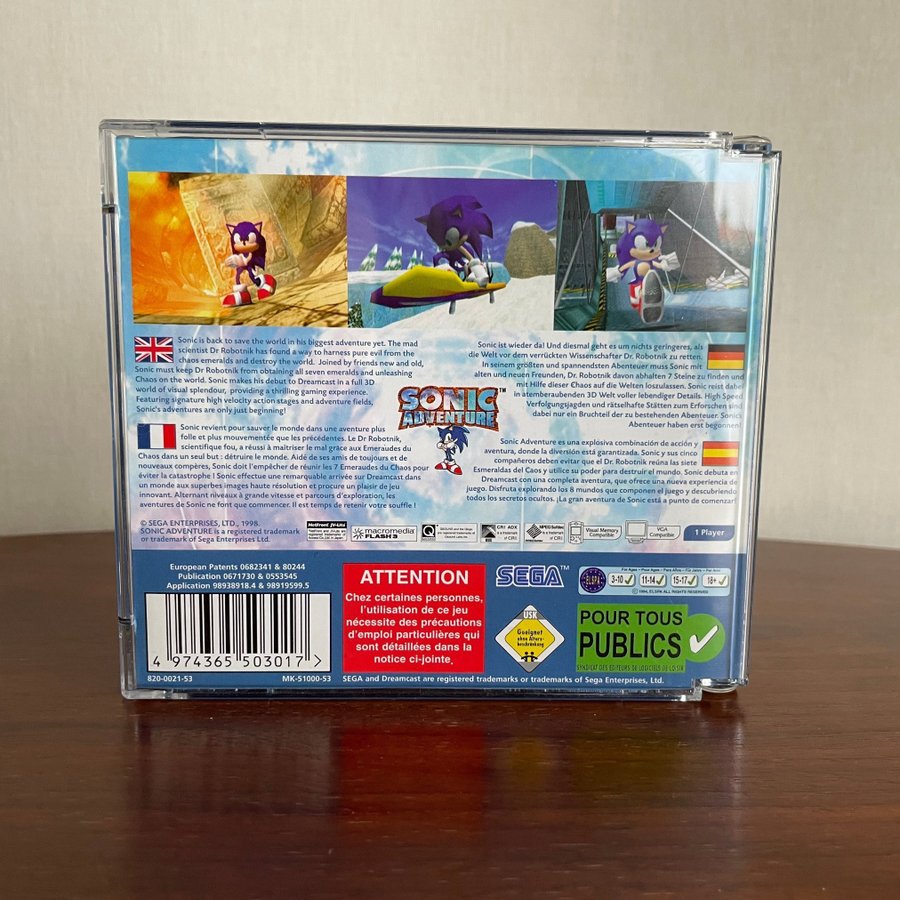 Sonic is back to save the world in his biggest adventure yet. The mad
scientist Dr Robotnik has found a way to harness pure evil from the
chaos emeralds and destroy the world. Joined by friends new and old,
Sonic must keep Dr Robotnik from obtaining all seven emeralds and unleashing
Chaos on the world. Sonic makes his debut to Dreamcast in a full 3D
world of visual splendour, providing a thrilling gaming experience.
Featuring signature high velocity action stages and adventure fields,
Sonic's adventures are only just beginning!
Sonic revient pour sauver le monde dans une aventure plus
folle et plus mouvementée que les précédentes. Le Dr Robotnik,
scientifique fou, a réussi à maîtriser le mal grâce aux Emeraudes du
Chaos dans un seul but : détruire le monde. Aidé de ses amis de toujours et de
nouveaux compères, Sonic doit l'empêcher de réunir les 7 Emeraudes du Chaos pour
éviter la catastrophe ! Sonic effectue une arrivée remarquable sur Dreamcast dans un
monde aux superbes images haute résolution et procure un plaisir de jeu
innovant. Alternant niveaux à grande vitesse et parcours d'exploration, les
aventures de Sonic ne font que commencer. Il est temps de retenir votre souffle !
Sonic ist wieder da! Und diesmal geht es um nichts geringeres, als
die Welt vor dem verrückten Wissenschafter Dr. Robotnik zu retten.
In seinem größten und spannendsten Abenteuer muss Sonic mit
alten und neuen Freunden, Dr. Robotnik davon abhalten 7 Steine zu finden und
mit Hilfe dieser Chaos auf die Welten loszulassen. Sonic reist dabei
in atemberaubenden 3D Welt voller lebendiger Details. High Speed
Verfolgungsjagden und rätselhafte Stätten zum Erforschen sind
dabei nur ein Bruchteil der zu bestehenden Abenteuer. Sonics
Abenteuer haben erst begonnen!
SONIC™
ADVENTURE
Sonic Adventure es una explosiva combinación de acción y
aventura, donde la diversión está garantizada. Sonic y sus cinco
compañeros deben evitar que el Dr. Robotnik reúna las siete
Esmeraldas del Caos y utilice su poder para destruir el mundo. Sonic debuta en
Dreamcast con una completa aventura, que ofrece una nueva experiencia de
juego. Disfruta explorando los 8 mundos que componen el juego y descubriendo
todos los secretos ocultos. ¡La gran aventura de Sonic está a punto de comenzar!
© SEGA ENTERPRISES, LTD., 1998.
SONIC ADVENTURE is a registered trademark
or trademark of Sega Enterprises Ltd.
macromedia
FLASH 3
CRI ADX
Visual Memory
Compatible
VGA
Compatible
1 Player
European Patents 0682341 & 80244
Publication 0671730 & 0553545
Application 98938918.4 & 98919599.5
4 974365 503017 >
820-0021-53
MK-51000-53
ATTENTION
Chez certaines personnes,
l'utilisation de ce jeu
nécessite des précautions
d'emploi particulières qui
sont détaillées dans la
notice ci-jointe.
SEGA™
USK
Geeignet
ohne Alters-
beschränkung
ELSPA
3-10
11-14
15-17
18+
© 1994, ELSPA ALL RIGHTS RESERVED
POUR TOUS
PUBLICS
SYNDICAT DES EDITEURS DE LOGICIELS DE LOISIR
SEGA and Dreamcast are registered trademarks or trademarks of Sega Enterprises, Ltd.